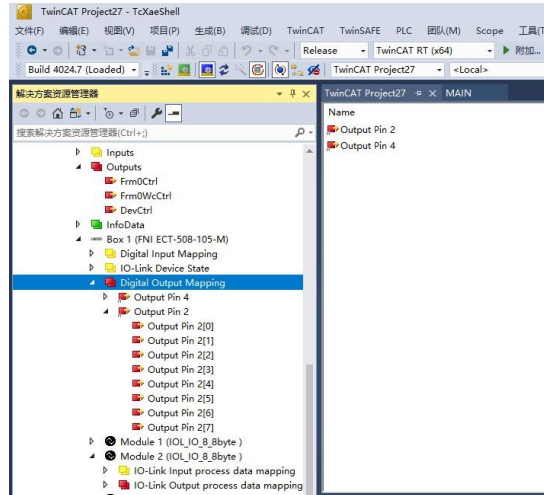 TwinCAT Project27 - TcXaeShell
文件(F) 编辑(E) 视图(V) 项目(P) 生成(B) 调试(D) TwinCAT TwinSAFE PLC 团队(M) Scope 工具(T
Release TwinCAT RT (x64) 附加...
Build 4024.7 (Loaded) TwinCAT Project27 <Local>
解决方案资源管理器
搜索解决方案资源管理器(Ctrl+;)
Inputs
Outputs
Frm0Ctrl
Frm0WcCtrl
DevCtrl
InfoData
Box 1 (FNI ECT-508-105-M)
Digital Input Mapping
IO-Link Device State
Digital Output Mapping
Output Pin 4
Output Pin 2
Output Pin 2[0]
Output Pin 2[1]
Output Pin 2[2]
Output Pin 2[3]
Output Pin 2[4]
Output Pin 2[5]
Output Pin 2[6]
Output Pin 2[7]
Module 1 (IOL_IO_8_8byte )
Module 2 (IOL_IO_8_8byte )
IO-Link Input process data mapping
IO-Link Output process data mapping
TwinCAT Project27 MAIN
Name
Output Pin 2
Output Pin 4